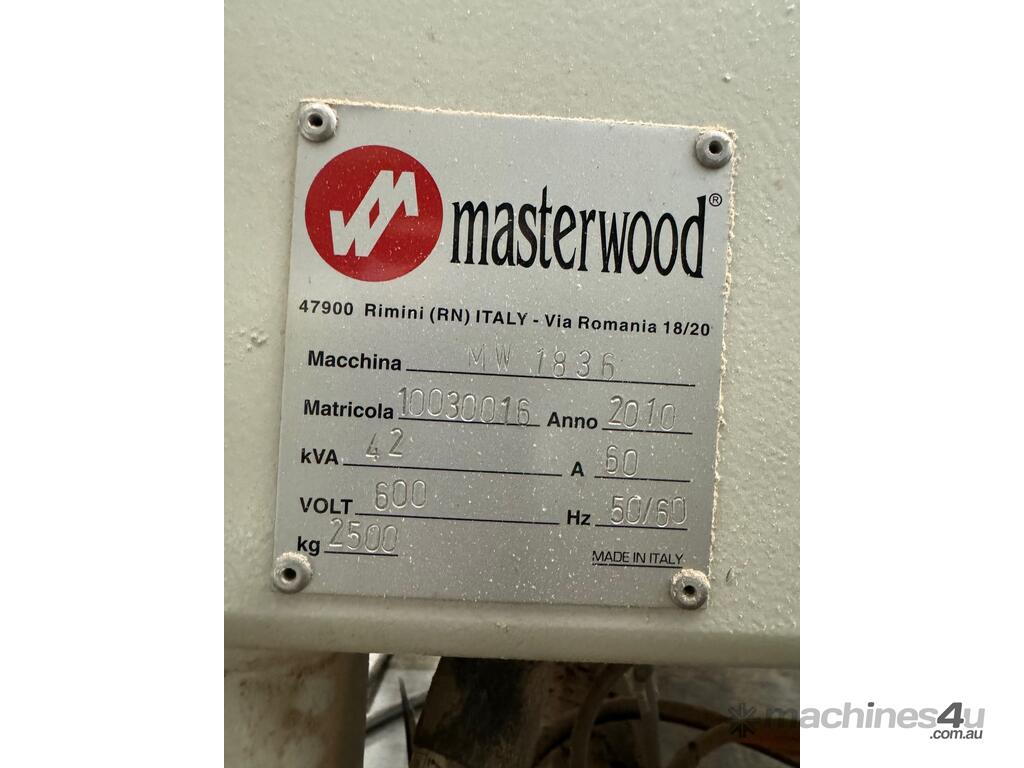 masterwood®
47900 Rimini (RN) ITALY - Via Romania 18/20
Macchina MW 1836
Matricola 10030016 Anno 2010
kVA 42 A 60
VOLT 600 Hz 50/60
kg 2500 MADE IN ITALY
machines4u
.com.au